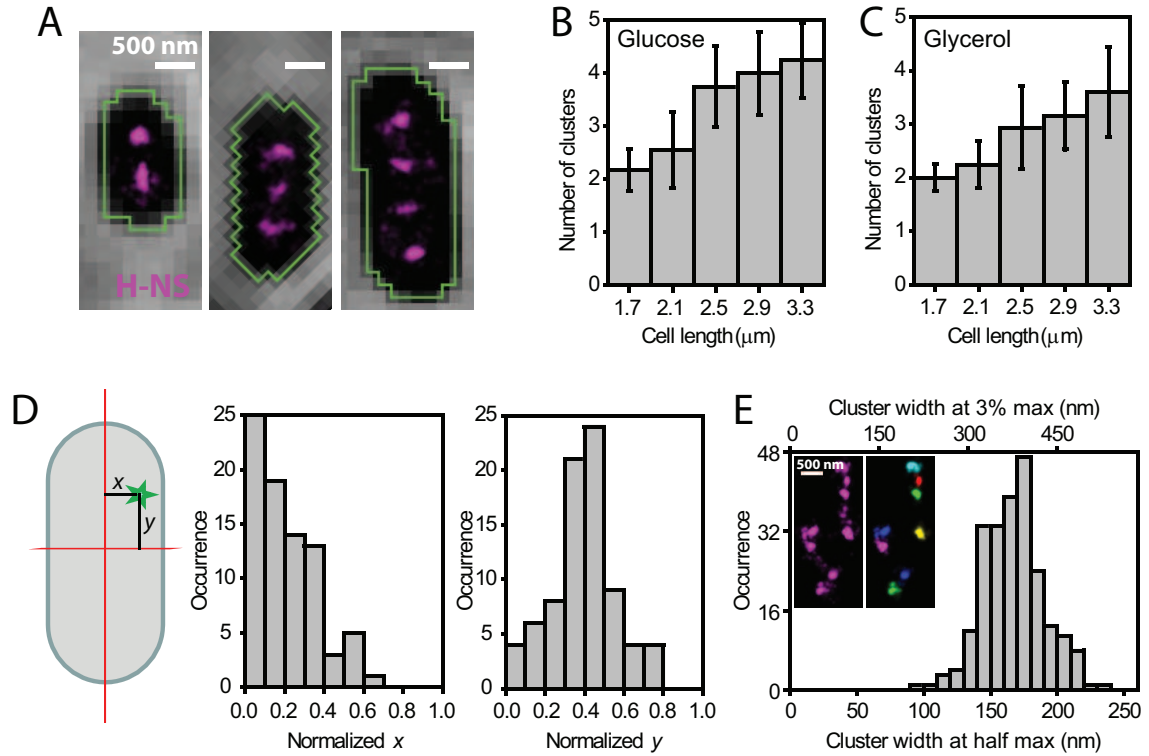 A
500 nm
H-NS
B
Glucose
Number of clusters
5
4
3
2
1
0
1.7 2.1 2.5 2.9 3.3
Cell length (μm)
C
Glycerol
Number of clusters
5
4
3
2
1
0
1.7 2.1 2.5 2.9 3.3
Cell length (μm)
D
x
y
Occurrence
25
20
15
10
5
0
0.0 0.2 0.4 0.6 0.8 1.0
Normalized x
Occurrence
25
20
15
10
5
0
0.0 0.2 0.4 0.6 0.8 1.0
Normalized y
E
Cluster width at 3% max (nm)
0 150 300 450
500 nm
Occurrence
48
32
16
0
0 50 100 150 200 250
Cluster width at half max (nm)